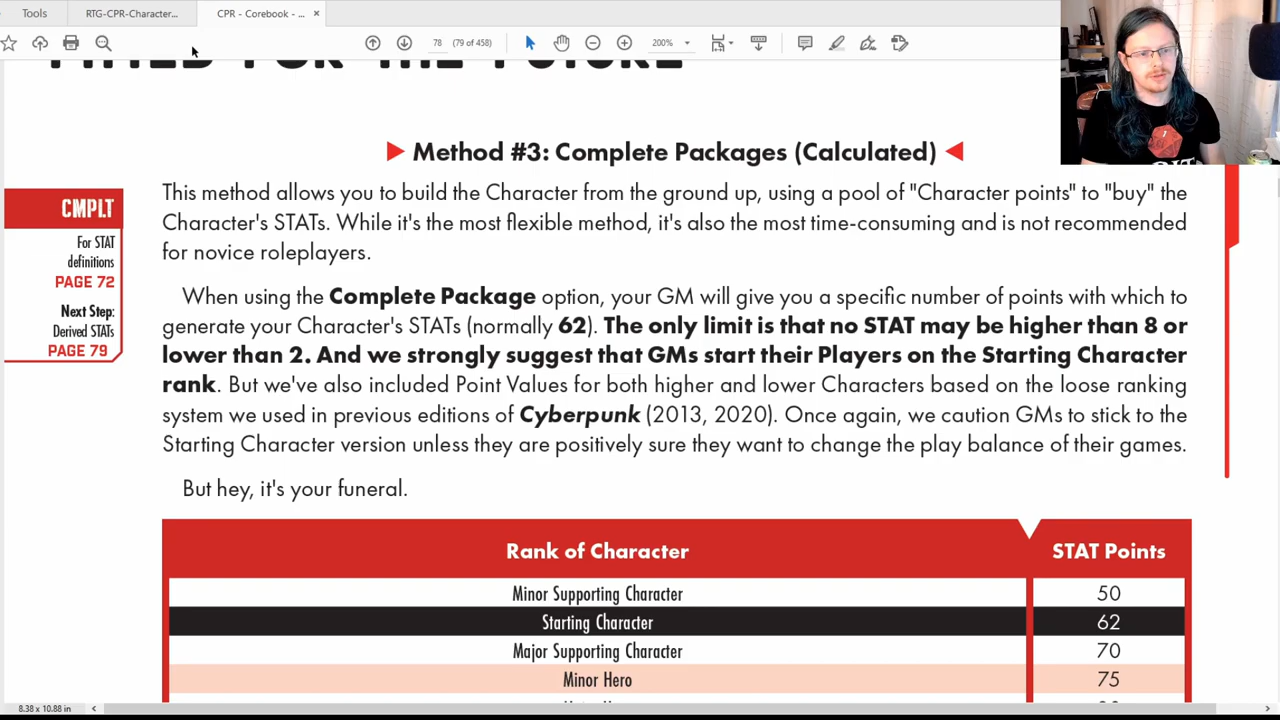 Tools
RTG-CPR-Character...
CPR - Corebook - ...
78
(79 of 458)
200%
FITTED FOR THE FUTURE
Method #3: Complete Packages (Calculated)
This method allows you to build the Character from the ground up, using a pool of "Character points" to "buy" the
Character's STATs. While it's the most flexible method, it's also the most time-consuming and is not recommended
for novice roleplayers.
When using the Complete Package option, your GM will give you a specific number of points with which to
generate your Character's STATs (normally 62). The only limit is that no STAT may be higher than 8 or
lower than 2. And we strongly suggest that GMs start their Players on the Starting Character
rank. But we've also included Point Values for both higher and lower Characters based on the loose ranking
system we used in previous editions of Cyberpunk (2013, 2020). Once again, we caution GMs to stick to the
Starting Character version unless they are positively sure they want to change the play balance of their games.
But hey, it's your funeral.
CMPLT
For STAT
definitions
PAGE 72
Next Step:
Derived STATs
PAGE 79
Rank of Character STAT Points
Minor Supporting Character 50
Starting Character 62
Major Supporting Character 70
Minor Hero 75
8.38 x 10.88 in